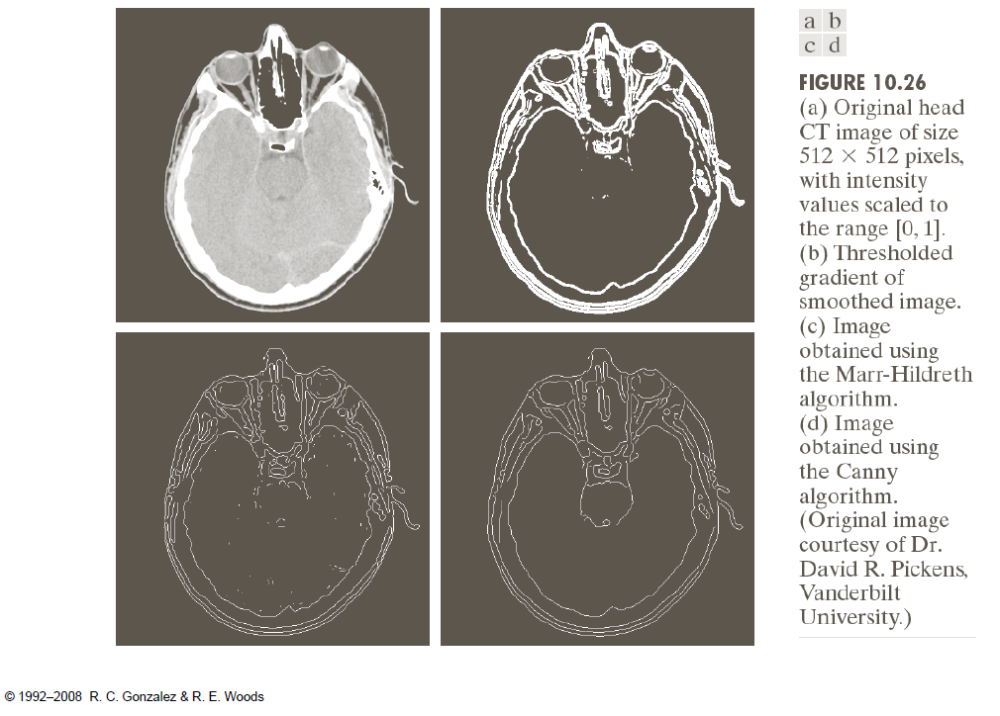 a b
c d
FIGURE 10.26
(a) Original head
CT image of size
512 × 512 pixels,
with intensity
values scaled to
the range [0, 1].
(b) Thresholded
gradient of
smoothed image.
(c) Image
obtained using
the Marr-Hildreth
algorithm.
(d) Image
obtained using
the Canny
algorithm.
(Original image
courtesy of Dr.
David R. Pickens,
Vanderbilt
University.)
© 1992–2008 R. C. Gonzalez & R. E. Woods